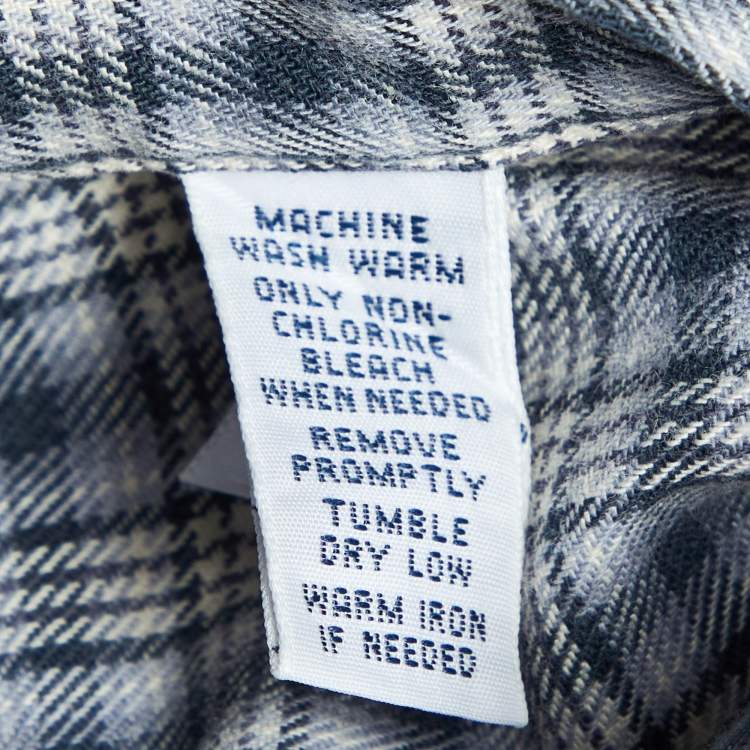 MACHINE
WASH WARM
ONLY NON-
CHLORINE
BLEACH
WHEN NEEDED
REMOVE
PROMPTLY
TUMBLE
DRY LOW
WARM IRON
IF NEEDED